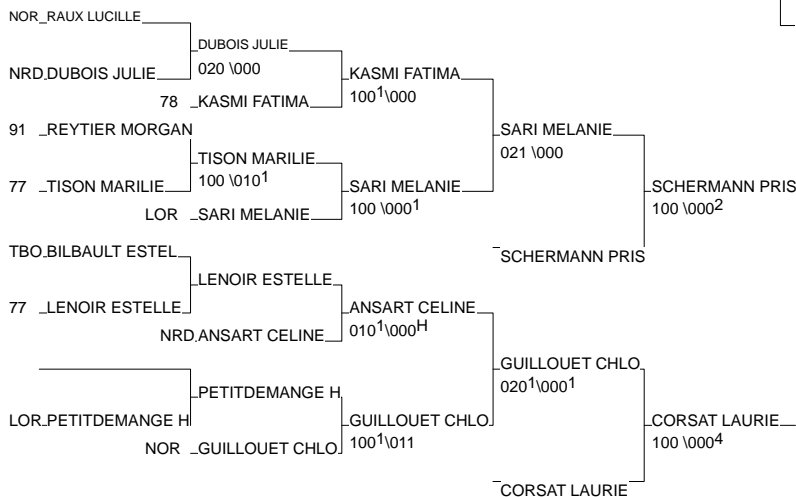 NOR RAUX LUCILLE
DUBOIS JULIE
020 \000
NRD DUBOIS JULIE
KASMI FATIMA
100¹\000
78 KASMI FATIMA
91 REYTIER MORGAN
SARI MELANIE
021 \000
TISON MARILIE
100 \010¹
77 TISON MARILIE
SARI MELANIE
100 \000¹
SCHERMANN PRIS
100 \000²
LOR SARI MELANIE
TBO BILBAULT ESTEL
SCHERMANN PRIS
LENOIR ESTELLE
77 LENOIR ESTELLE
ANSART CELINE
010¹\000H
NRD ANSART CELINE
GUILLOUET CHLO
020¹\000¹
PETITDEMANGE H
LOR PETITDEMANGE H
GUILLOUET CHLO
100¹\011
CORSAT LAURIE
100 \000⁴
NOR GUILLOUET CHLO
CORSAT LAURIE